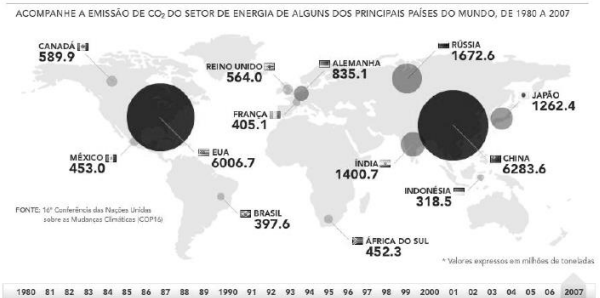 ACOMPANHE A EMISSÃO DE CO₂ DO SETOR DE ENERGIA DE ALGUNS DOS PRINCIPAIS PAÍSES DO MUNDO, DE 1980 A 2007
CANADÁ
589.9
REINO UNIDO
564.0
ALEMANHA
835.1
RÚSSIA
1672.6
JAPÃO
1262.4
FRANÇA
405.1
MÉXICO
453.0
EUA
6006.7
ÍNDIA
1400.7
CHINA
6283.6
INDONÉSIA
318.5
FONTE: 16ª Conferência das Nações Unidas
sobre as Mudanças Climáticas (COP16)
BRASIL
397.6
ÁFRICA DO SUL
452.3
* Valores expressos em milhões de toneladas
1980 81 82 83 84 85 86 87 88 89 1990 91 92 93 94 95 96 97 98 99 2000 01 02 03 04 05 06 2007